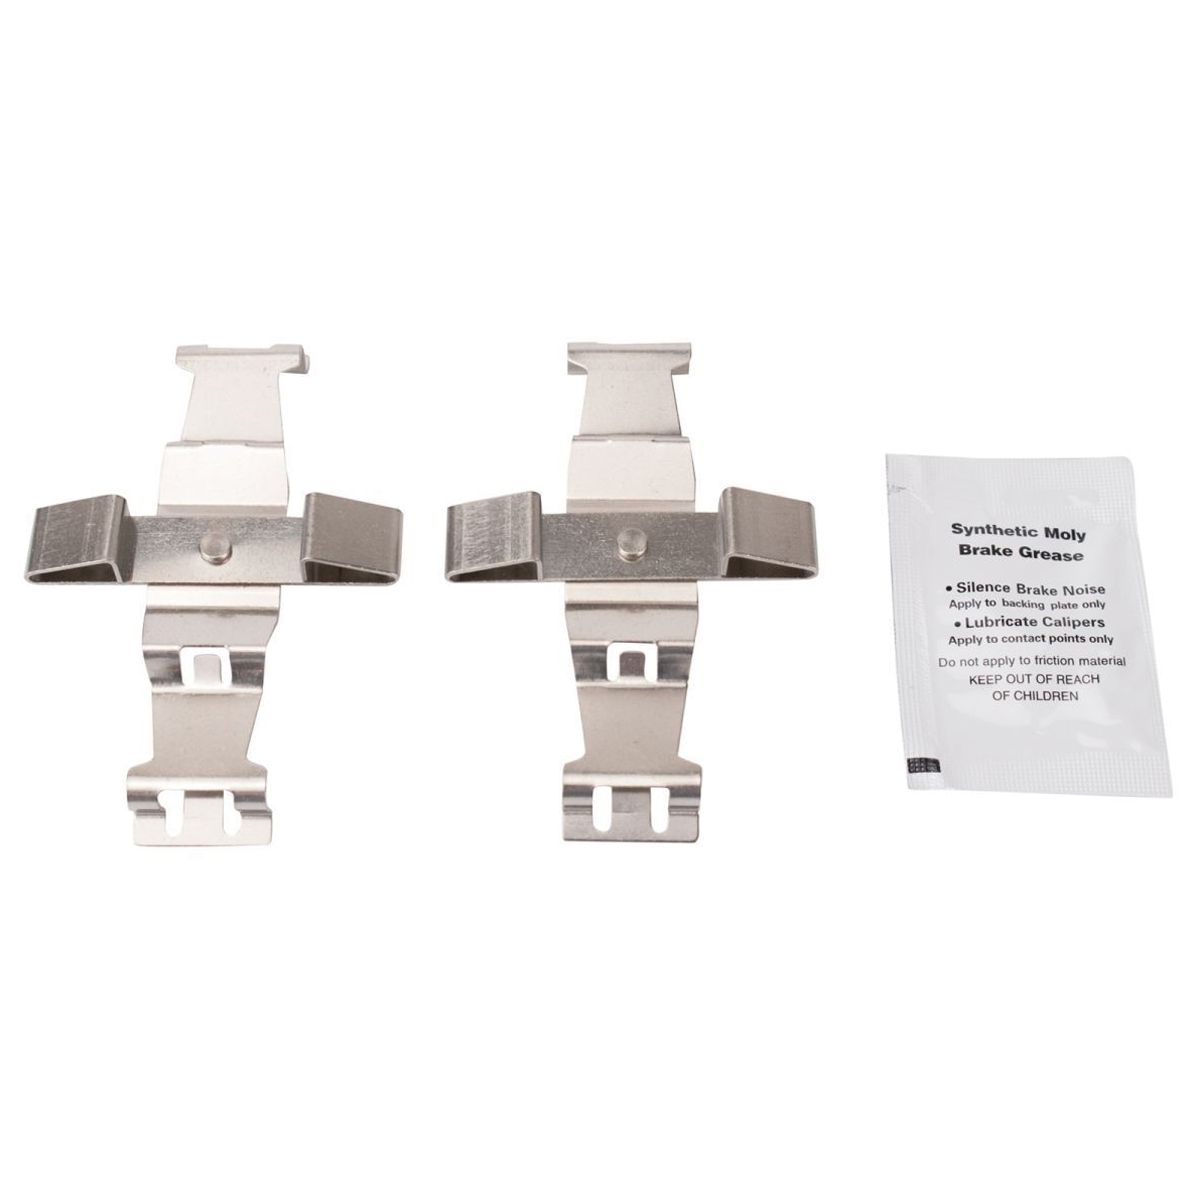 Synthetic Moly
Brake Grease
• Silence Brake Noise
Apply to backing plate only
• Lubricate Calipers
Apply to contact points only
Do not apply to friction material
KEEP OUT OF REACH
OF CHILDREN